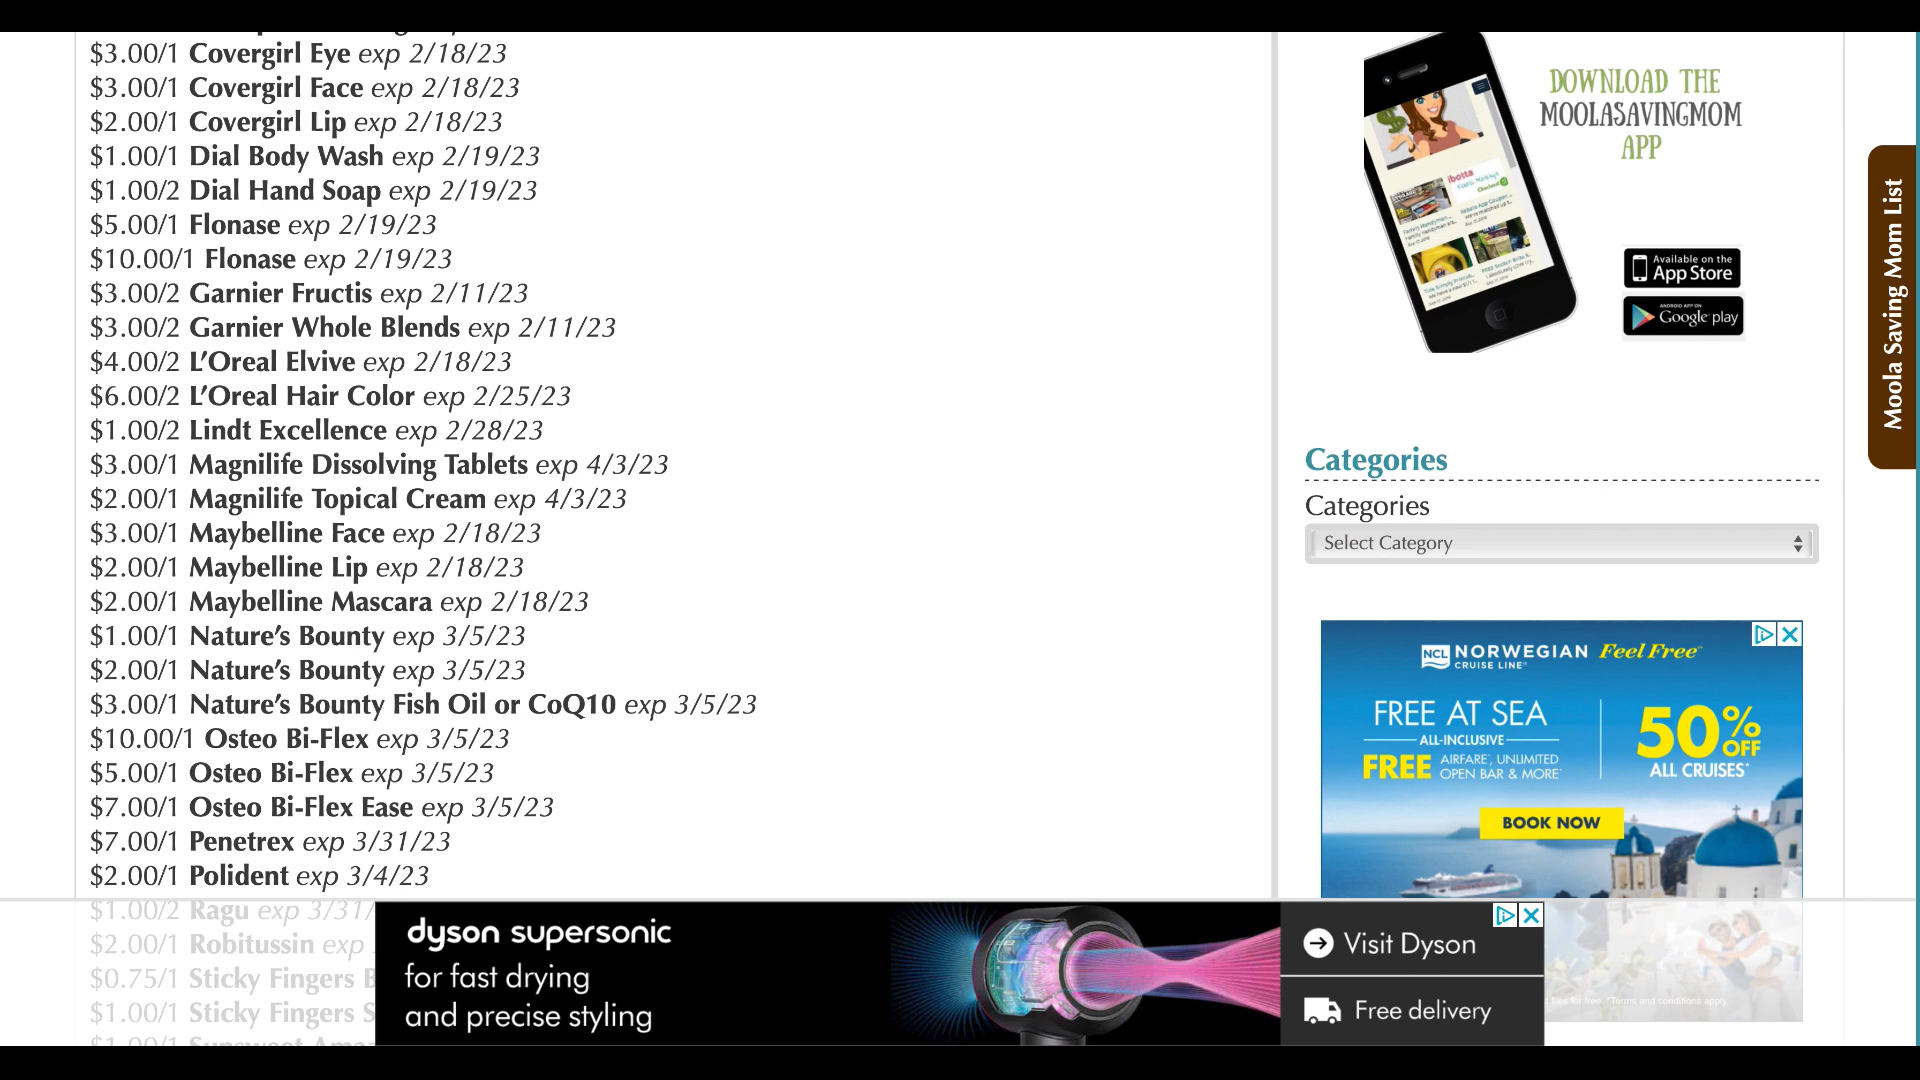 $3.00/1 Covergirl Eye exp 2/18/23
$3.00/1 Covergirl Face exp 2/18/23
$2.00/1 Covergirl Lip exp 2/18/23
$1.00/1 Dial Body Wash exp 2/19/23
$1.00/2 Dial Hand Soap exp 2/19/23
$5.00/1 Flonase exp 2/19/23
$10.00/1 Flonase exp 2/19/23
$3.00/2 Garnier Fructis exp 2/11/23
$3.00/2 Garnier Whole Blends exp 2/11/23
$4.00/2 L’Oreal Elvive exp 2/18/23
$6.00/2 L’Oreal Hair Color exp 2/25/23
$1.00/2 Lindt Excellence exp 2/28/23
$3.00/1 Magnilife Dissolving Tablets exp 4/3/23
$2.00/1 Magnilife Topical Cream exp 4/3/23
$3.00/1 Maybelline Face exp 2/18/23
$2.00/1 Maybelline Lip exp 2/18/23
$2.00/1 Maybelline Mascara exp 2/18/23
$1.00/1 Nature’s Bounty exp 3/5/23
$2.00/1 Nature’s Bounty exp 3/5/23
$3.00/1 Nature’s Bounty Fish Oil or CoQ10 exp 3/5/23
$10.00/1 Osteo Bi-Flex exp 3/5/23
$5.00/1 Osteo Bi-Flex exp 3/5/23
$7.00/1 Osteo Bi-Flex Ease exp 3/5/23
$7.00/1 Penetrex exp 3/31/23
$2.00/1 Polident exp 3/4/23
$1.00/2 Ragu exp 3/31/
$2.00/1 Robitussin exp
$0.75/1 Sticky Fingers B
$1.00/1 Sticky Fingers S
DOWNLOAD THE
MOOLASAVINGMOM
APP
ibotta
Available on the
App Store
ANDROID APP ON
Google play
Moola Saving Mom List
Categories
Categories
Select Category
NCL NORWEGIAN Feel Free
CRUISE LINE
FREE AT SEA
ALL-INCLUSIVE
FREE AIRFARE*, UNLIMITED
OPEN BAR & MORE*
50% OFF
ALL CRUISES*
BOOK NOW
*Terms and conditions apply
dyson supersonic
for fast drying
and precise styling
Visit Dyson
Free delivery